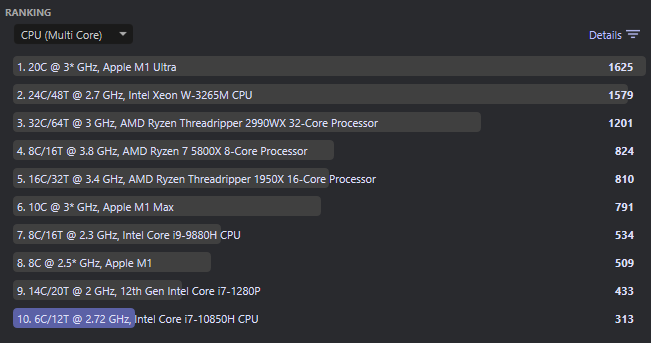 RANKING
CPU (Multi Core)
Details
1. 20C @ 3* GHz, Apple M1 Ultra 1625
2. 24C/48T @ 2.7 GHz, Intel Xeon W-3265M CPU 1579
3. 32C/64T @ 3 GHz, AMD Ryzen Threadripper 2990WX 32-Core Processor 1201
4. 8C/16T @ 3.8 GHz, AMD Ryzen 7 5800X 8-Core Processor 824
5. 16C/32T @ 3.4 GHz, AMD Ryzen Threadripper 1950X 16-Core Processor 810
6. 10C @ 3* GHz, Apple M1 Max 791
7. 8C/16T @ 2.3 GHz, Intel Core i9-9880H CPU 534
8. 8C @ 2.5* GHz, Apple M1 509
9. 14C/20T @ 2 GHz, 12th Gen Intel Core i7-1280P 433
10. 6C/12T @ 2.72 GHz, Intel Core i7-10850H CPU 313